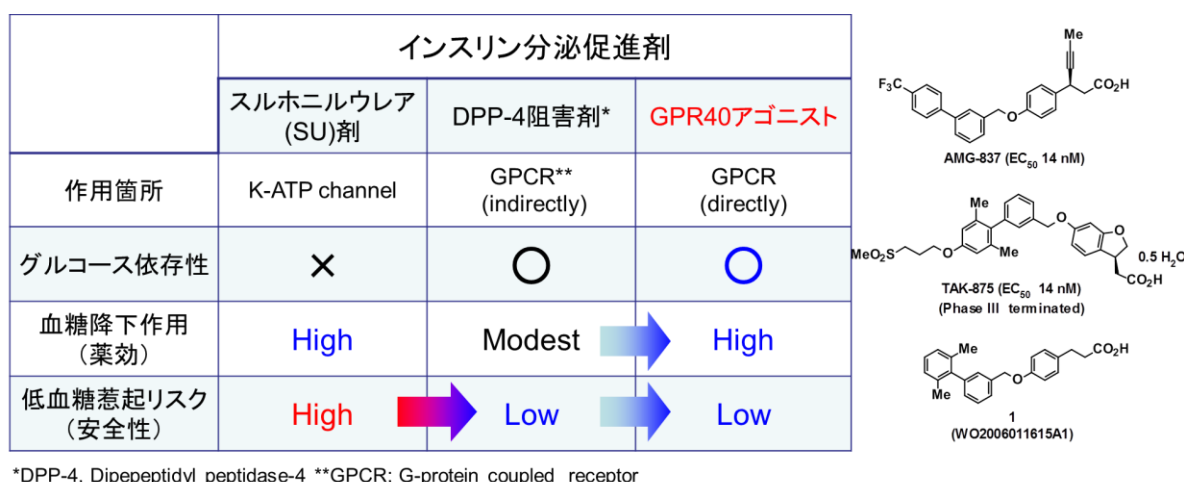 インスリン分泌促進剤
スルホニルウレア
(SU)剤
DPP-4阻害剤*
GPR40アゴニスト
作用箇所
K-ATP channel
GPCR**
(indirectly)
GPCR
(directly)
グルコース依存性
×
○
○
血糖降下作用
（薬効）
High
Modest
High
低血糖惹起リスク
（安全性）
High
Low
Low
*DPP-4. Dipepeptidyl peptidase-4 **GPCR: G-protein coupled receptor
Me
F3C
O
CO2H
AMG-837 (EC50 14 nM)
Me
O
O
MeO2S
O
Me
0.5 H2O
CO2H
TAK-875 (EC50 14 nM)
(Phase III terminated)
Me
CO2H
O
Me
1
(WO2006011615A1)